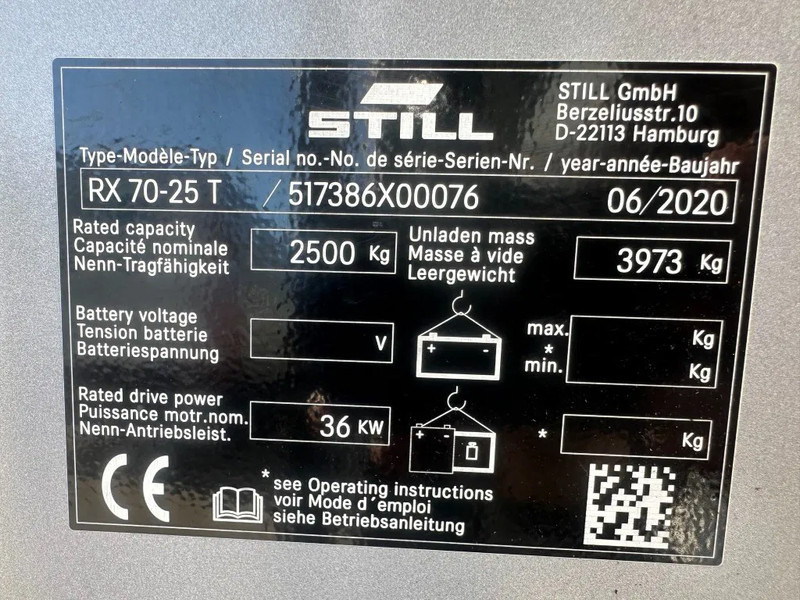 STILL
STILL GmbH
Berzeliusstr.10
D-22113 Hamburg
Type-Modèle-Typ / Serial no.-No. de série-Serien-Nr. / year-année-Baujahr
RX 70-25 T / 517386X00076 06/2020
Rated capacity
Capacité nominale
Nenn-Tragfähigkeit
2500 Kg
Unladen mass
Masse à vide
Leergewicht
3973 Kg
Battery voltage
Tension batterie
Batteriespannung
V
+ -
max.
*
min.
Kg
Kg
Rated drive power
Puissance motr.nom.
Nenn-Antriebsleist.
36 KW
+ -
* Kg
CE
*see Operating instructions
voir Mode d´emploi
siehe Betriebsanleitung